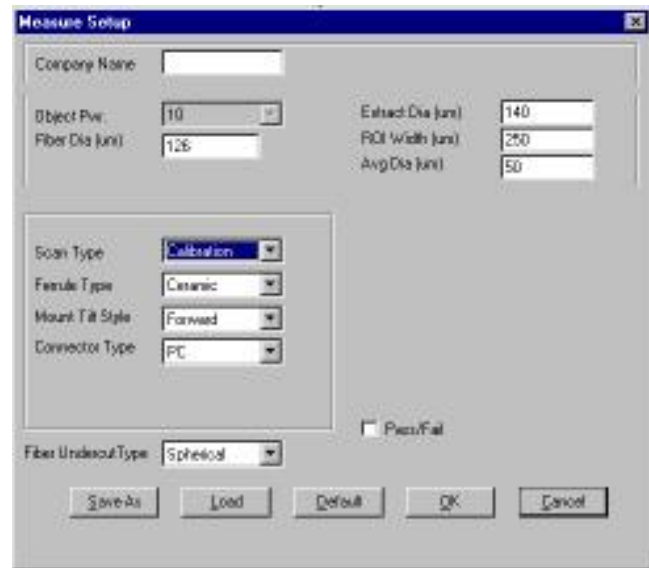 Measure Setup
Company Name
Object Pwr. 10
Fiber Dia (um) 126
Extract Dia (um) 140
ROI Width (um) 250
Avg Dia (um) 50
Scan Type Calibration
Ferrule Type Ceramic
Mount Tilt Style Forward
Connector Type PC
Pass/Fail
Fiber Undercut Type Spherical
Save As Load Default OK Cancel